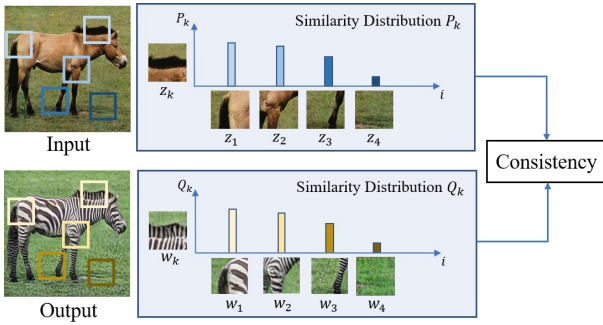 Input
P_k
Similarity Distribution P_k
z_k
i
z_1
z_2
z_3
z_4
Consistency
Output
Q_k
Similarity Distribution Q_k
w_k
i
w_1
w_2
w_3
w_4